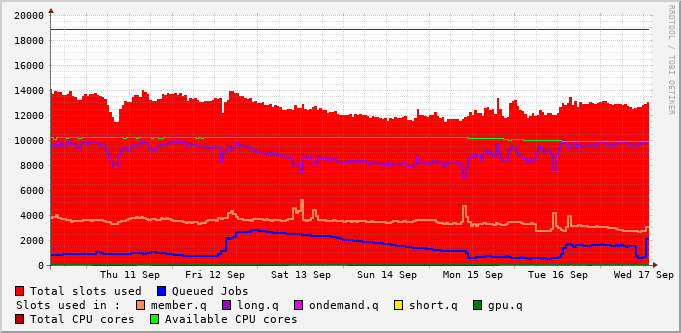 20000
18000
16000
14000
12000
10000
8000
6000
4000
2000
0
Thu 11 Sep Fri 12 Sep Sat 13 Sep Sun 14 Sep Mon 15 Sep Tue 16 Sep Wed 17 Sep
RRDTOOL / TOBI OETIKER
Total slots used Queued Jobs
Slots used in : member.q long.q ondemand.q short.q gpu.q
Total CPU cores Available CPU cores